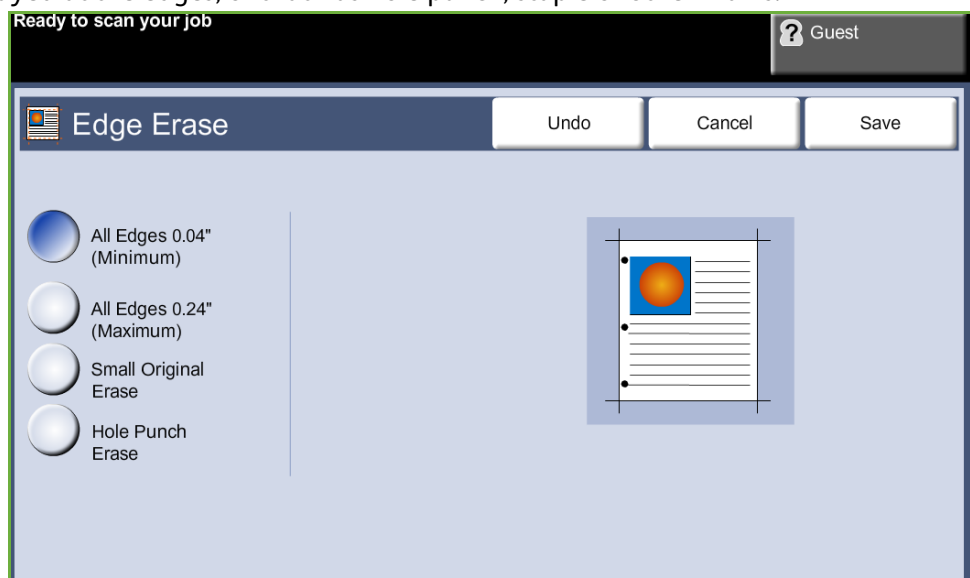 Ready to scan your job
? Guest
Edge Erase
Undo
Cancel
Save
All Edges 0.04"
(Minimum)
All Edges 0.24"
(Maximum)
Small Original
Erase
Hole Punch
Erase